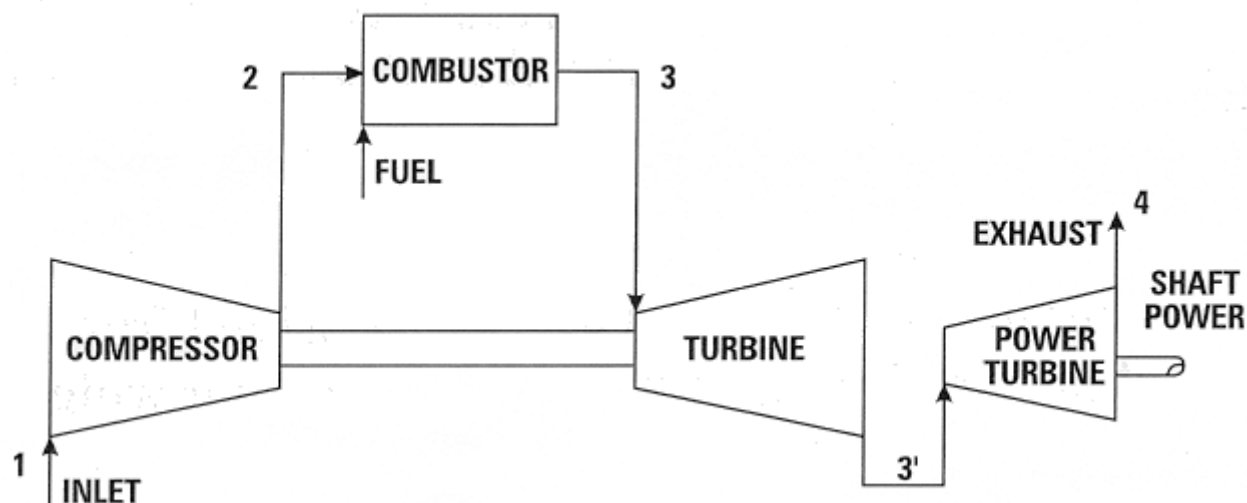 2
COMBUSTOR
3
FUEL
4
EXHAUST
SHAFT
POWER
COMPRESSOR
TURBINE
POWER
TURBINE
1
INLET
3'